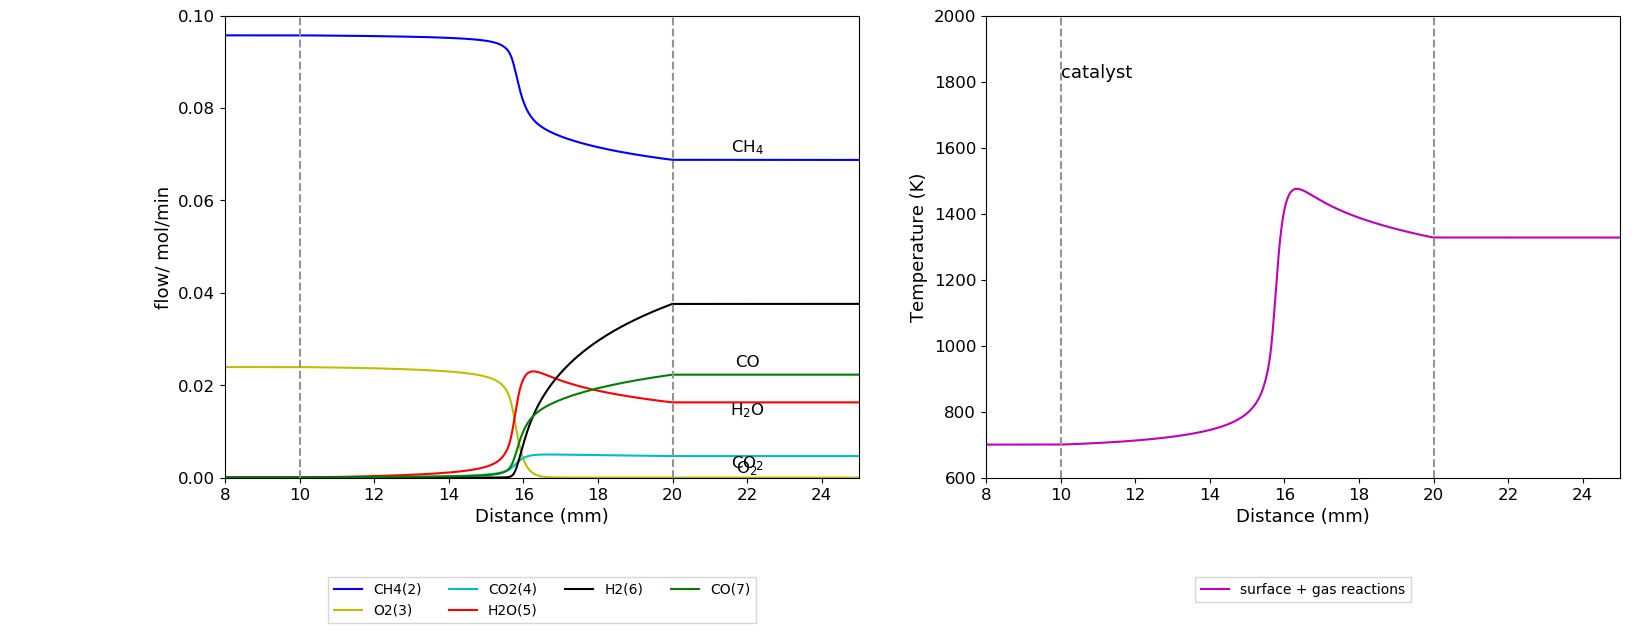 0.10
0.08
0.06
0.04
0.02
0.00
flow/ mol/min
8 10 12 14 16 18 20 22 24
Distance (mm)
CH4
CO
H2O
CO2
O2
CH4(2) CO2(4) H2(6) CO(7)
O2(3) H2O(5)
2000
1800
1600
1400
1200
1000
800
600
Temperature (K)
catalyst
8 10 12 14 16 18 20 22 24
Distance (mm)
surface + gas reactions